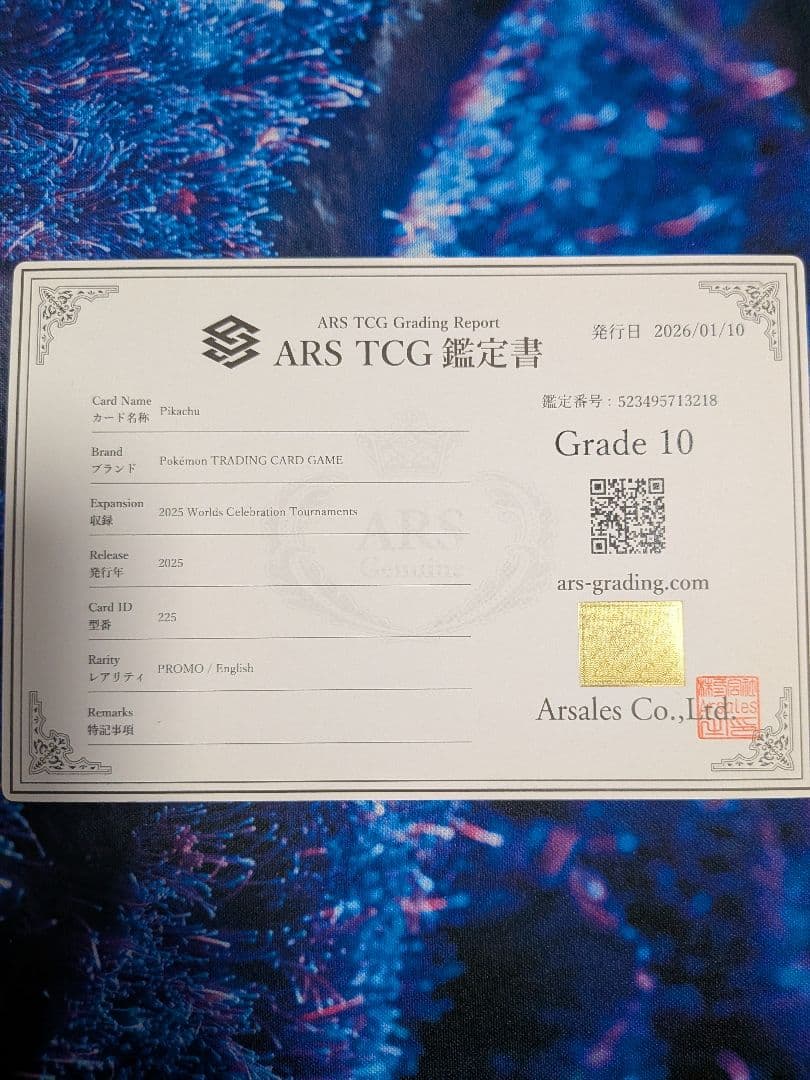 ARS TCG Grading Report
ARS TCG 鑑定書
発行日 2026/01/10
Card Name
カード名称
Pikachu
Brand
ブランド
Pokémon TRADING CARD GAME
Expansion
収録
2025 Worlds Celebration Tournaments
Release
発行年
2025
Card ID
型番
225
Rarity
レアリティ
PROMO / English
Remarks
特記事項
-
鑑定番号 : 523495713218
Grade 10
ars-grading.com
Arsales Co.,Ltd.
ARS
Genuine
Arsales